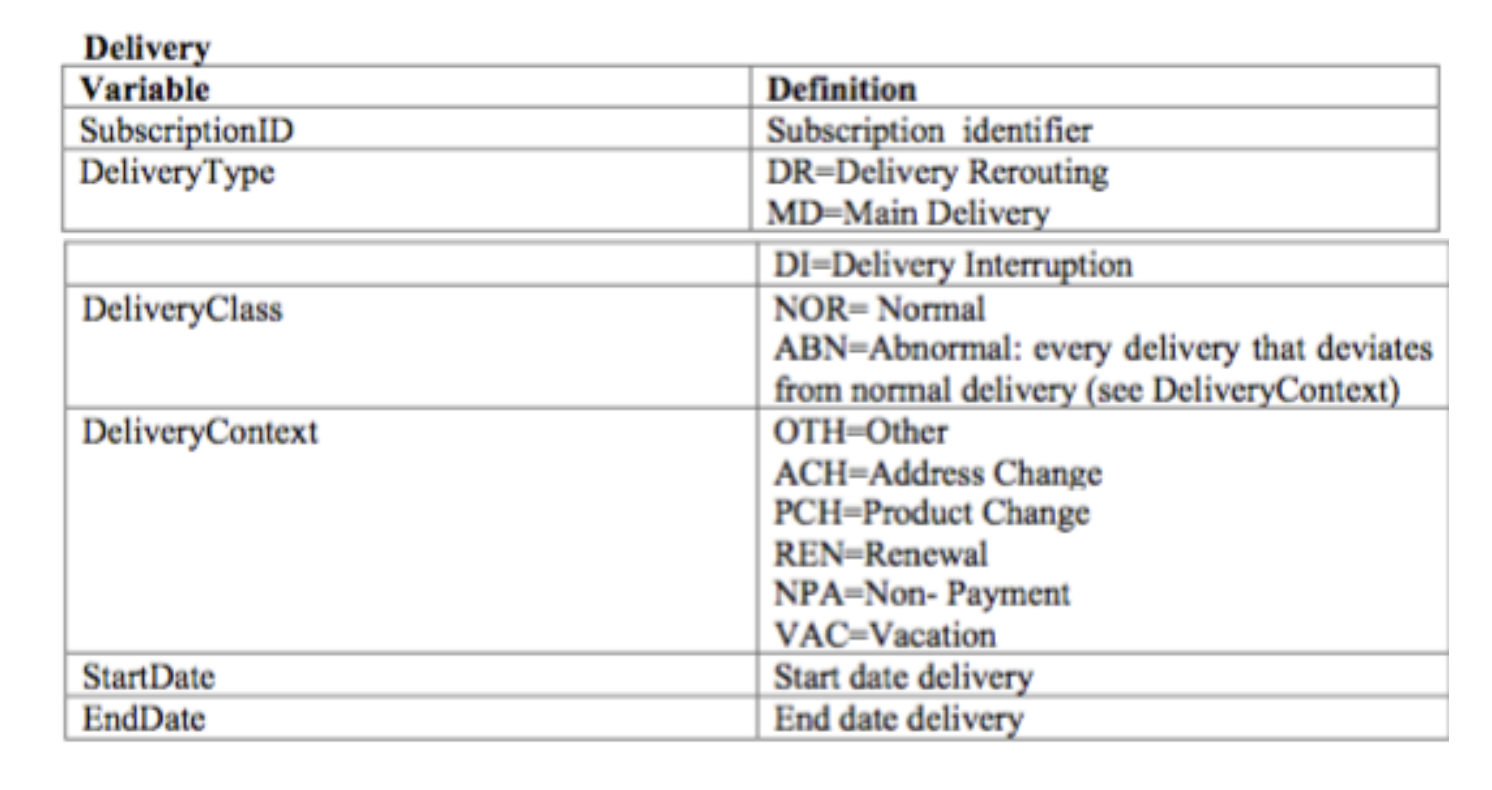 Delivery
Variable Definition
SubscriptionID Subscription identifier
DeliveryType DR=Delivery Rerouting
MD=Main Delivery
DI=Delivery Interruption
DeliveryClass NOR= Normal
ABN=Abnormal: every delivery that deviates
from normal delivery (see DeliveryContext)
DeliveryContext OTH=Other
ACH=Address Change
PCH=Product Change
REN=Renewal
NPA=Non- Payment
VAC=Vacation
StartDate Start date delivery
EndDate End date delivery